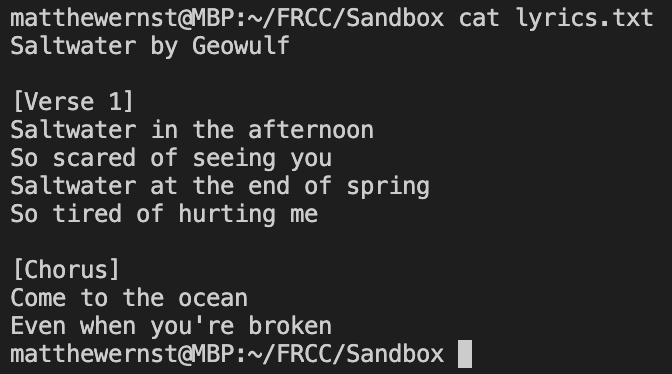 matthewernst@MBP:~/FRCC/Sandbox cat lyrics.txt
Saltwater by Geowulf

[Verse 1]
Saltwater in the afternoon
So scared of seeing you
Saltwater at the end of spring
So tired of hurting me

[Chorus]
Come to the ocean
Even when you're broken
matthewernst@MBP:~/FRCC/Sandbox